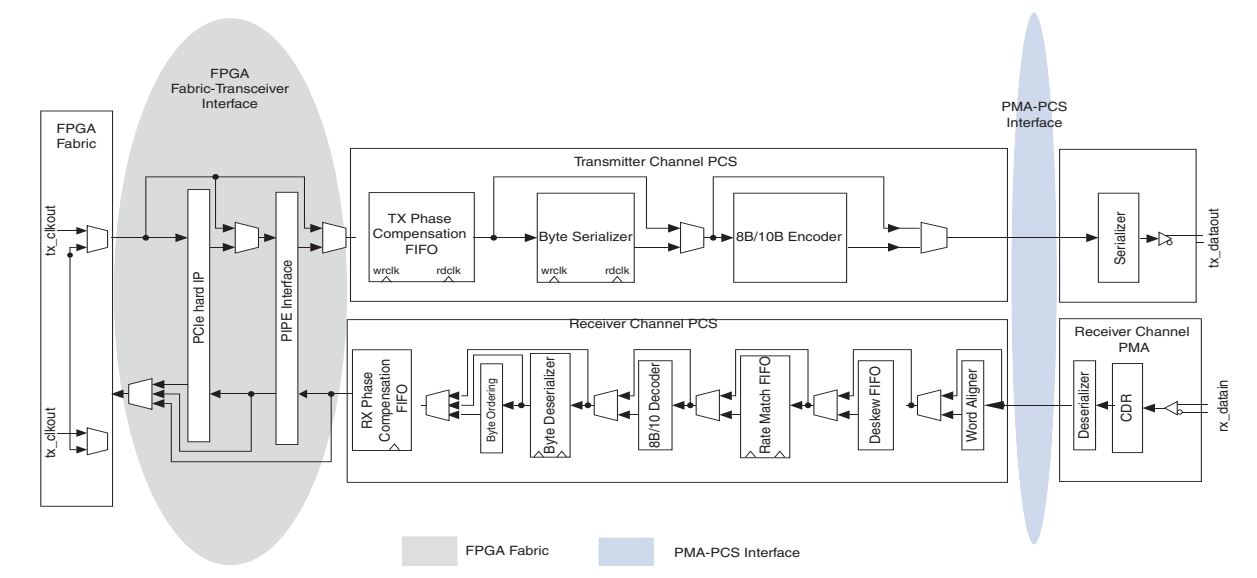 FPGA
Fabric-Transceiver
Interface
PMA-PCS
Interface
FPGA
Fabric
Transmitter Channel PCS
tx_clkout
PCIe hard IP
PIPE Interface
TX Phase
Compensation
FIFO
wrclk
rdclk
Byte Serializer
wrclk
rdclk
8B/10B Encoder
Serializer
tx_dataout
Receiver Channel PCS
tx_clkout
RX Phase
Compensation
FIFO
Byte Ordering
Byte Deserializer
8B/10 Decoder
Rate Match FIFO
Deskew FIFO
Word Aligner
Receiver Channel
PMA
Deserializer
CDR
rx_datain
FPGA Fabric
PMA-PCS Interface